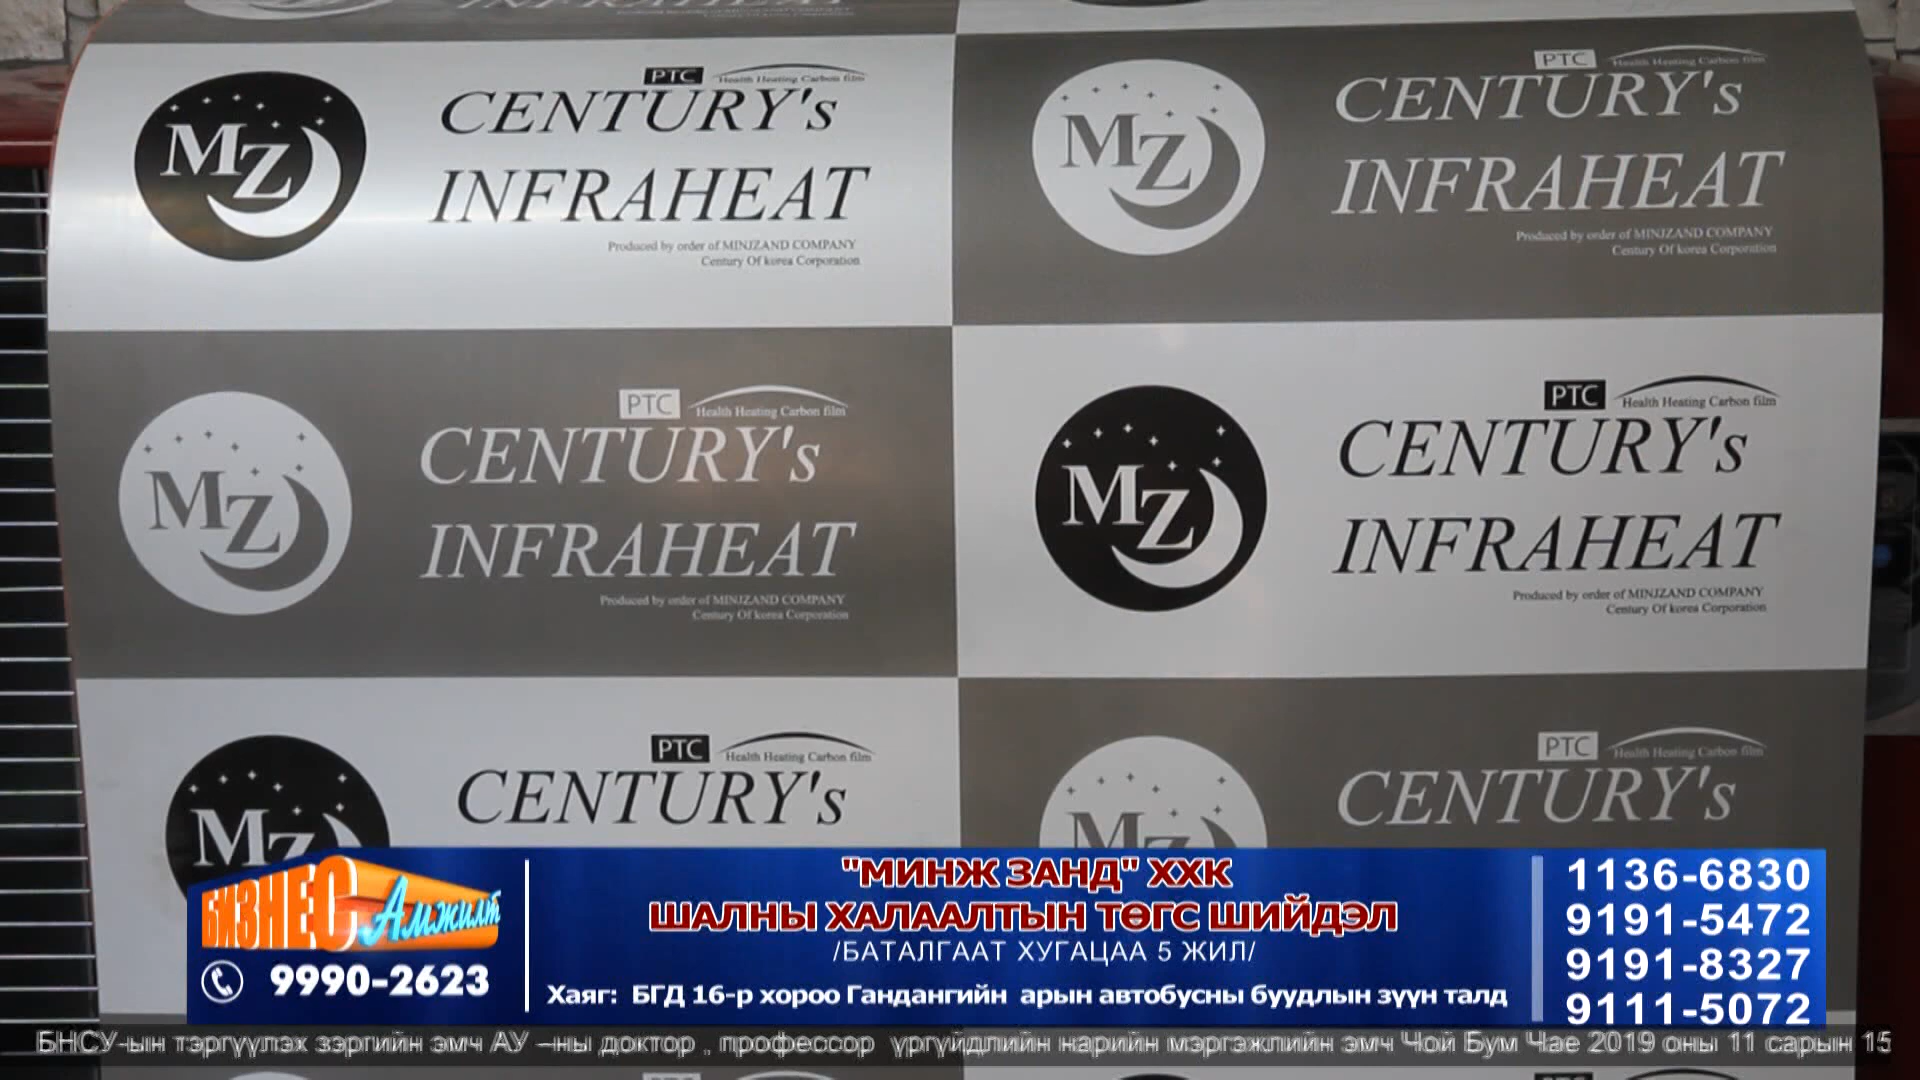 PTC Health Heating Carbon film
CENTURY's
INFRAHEAT
MZ
Produced by order of MINJZAND COMPANY
Century Of korea Corporation
PTC Health Heating Carbon film
CENTURY's
INFRAHEAT
MZ
Produced by order of MINJZAND COMPANY
Century Of korea Corporation
PTC Health Heating Carbon film
CENTURY's
INFRAHEAT
MZ
Produced by order of MINJZAND COMPANY
Century Of korea Corporation
PTC Health Heating Carbon film
CENTURY's
INFRAHEAT
MZ
Produced by order of MINJZAND COMPANY
Century Of korea Corporation
PTC Health Heating Carbon film
CENTURY's
MZ
PTC Health Heating Carbon film
CENTURY's
MZ
БИЗНЕС Амжилт
9990-2623
"МИНЖ ЗАНД" ХХК
ШАЛНЫ ХАЛААЛТЫН ТӨГС ШИЙДЭЛ
/БАТАЛГААТ ХУГАЦАА 5 ЖИЛ/
Хаяг: БГД 16-р хороо Гандангийн арын автобусны буудлын зүүн талд
1136-6830
9191-5472
9191-8327
9111-5072
БНСУ-ын тэргүүлэх зэргийн эмч АУ –ны доктор , профессор үргүйдлийн нарийн мэргэжлийн эмч Чой Бум Чае 2019 оны 11 сарын 15